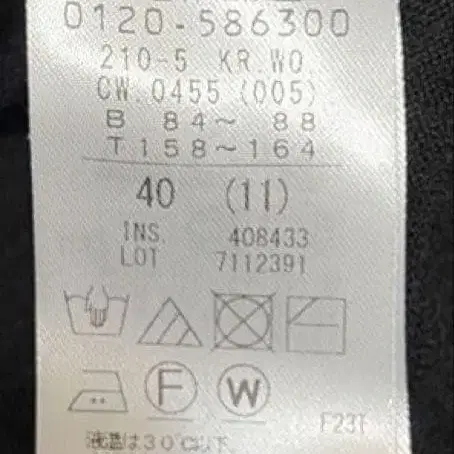 0120-586300
210-5 KR.WO.
CW.0455 (005)
B 84～ 88
T158～164
40 (11)
INS. 408433
LOT 7112391
F W
F23T
液温は30℃以下